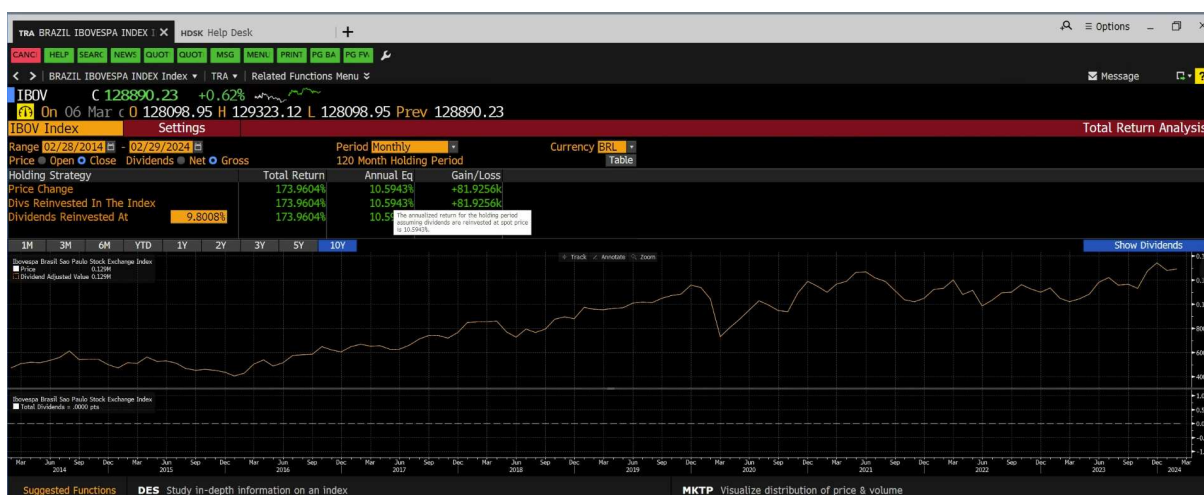 TRA BRAZIL IBOVESPA INDEX I X HDSK Help Desk +
Options
CANC HELP SEARC NEWS QUOT QUOT MSG MENU PRINT PG BA PG FW
< > BRAZIL IBOVESPA INDEX Index TRA Related Functions Menu
Message ?
IBOV C 128890.23 +0.62%
On 06 Mar d O 128098.95 H 129323.12 L 128098.95 Prev 128890.23
IBOV Index Settings Total Return Analysis
Range 02/28/2014 - 02/29/2024 Period Monthly Currency BRL
Price Open Close Dividends Net Gross 120 Month Holding Period Table
Holding Strategy Total Return Annual Eq Gain/Loss
Price Change 173.9604% 10.5943% +81.9256k
Divs Reinvested In The Index 173.9604% 10.5943% +81.9256k
Dividends Reinvested At 9.8008% 173.9604% 10.59
The annualized return for the holding period
assuming dividends are reinvested at spot price
is 10.5943%.
1M 3M 6M YTD 1Y 2Y 3Y 5Y 10Y Show Dividends
Track Annotate Zoom
Ibovespa Brasil Sao Paulo Stock Exchange Index
Price 0.129M
Dividend Adjusted Value 0.129M
Ibovespa Brasil Sao Paulo Stock Exchange Index
Total Dividends = .0000 pts
Mar Jun Sep Dec Mar Jun Sep Dec Mar Jun Sep Dec Mar Jun Sep Dec Mar Jun Sep Dec Mar Jun Sep Dec Mar Jun Sep Dec Mar Jun Sep Dec Mar Jun Sep Dec Mar Jun Sep Dec Mar
2014 2015 2016 2017 2018 2019 2020 2021 2022 2023 2024
Suggested Functions DES Study in-depth information on an index MKTP Visualize distribution of price & volume